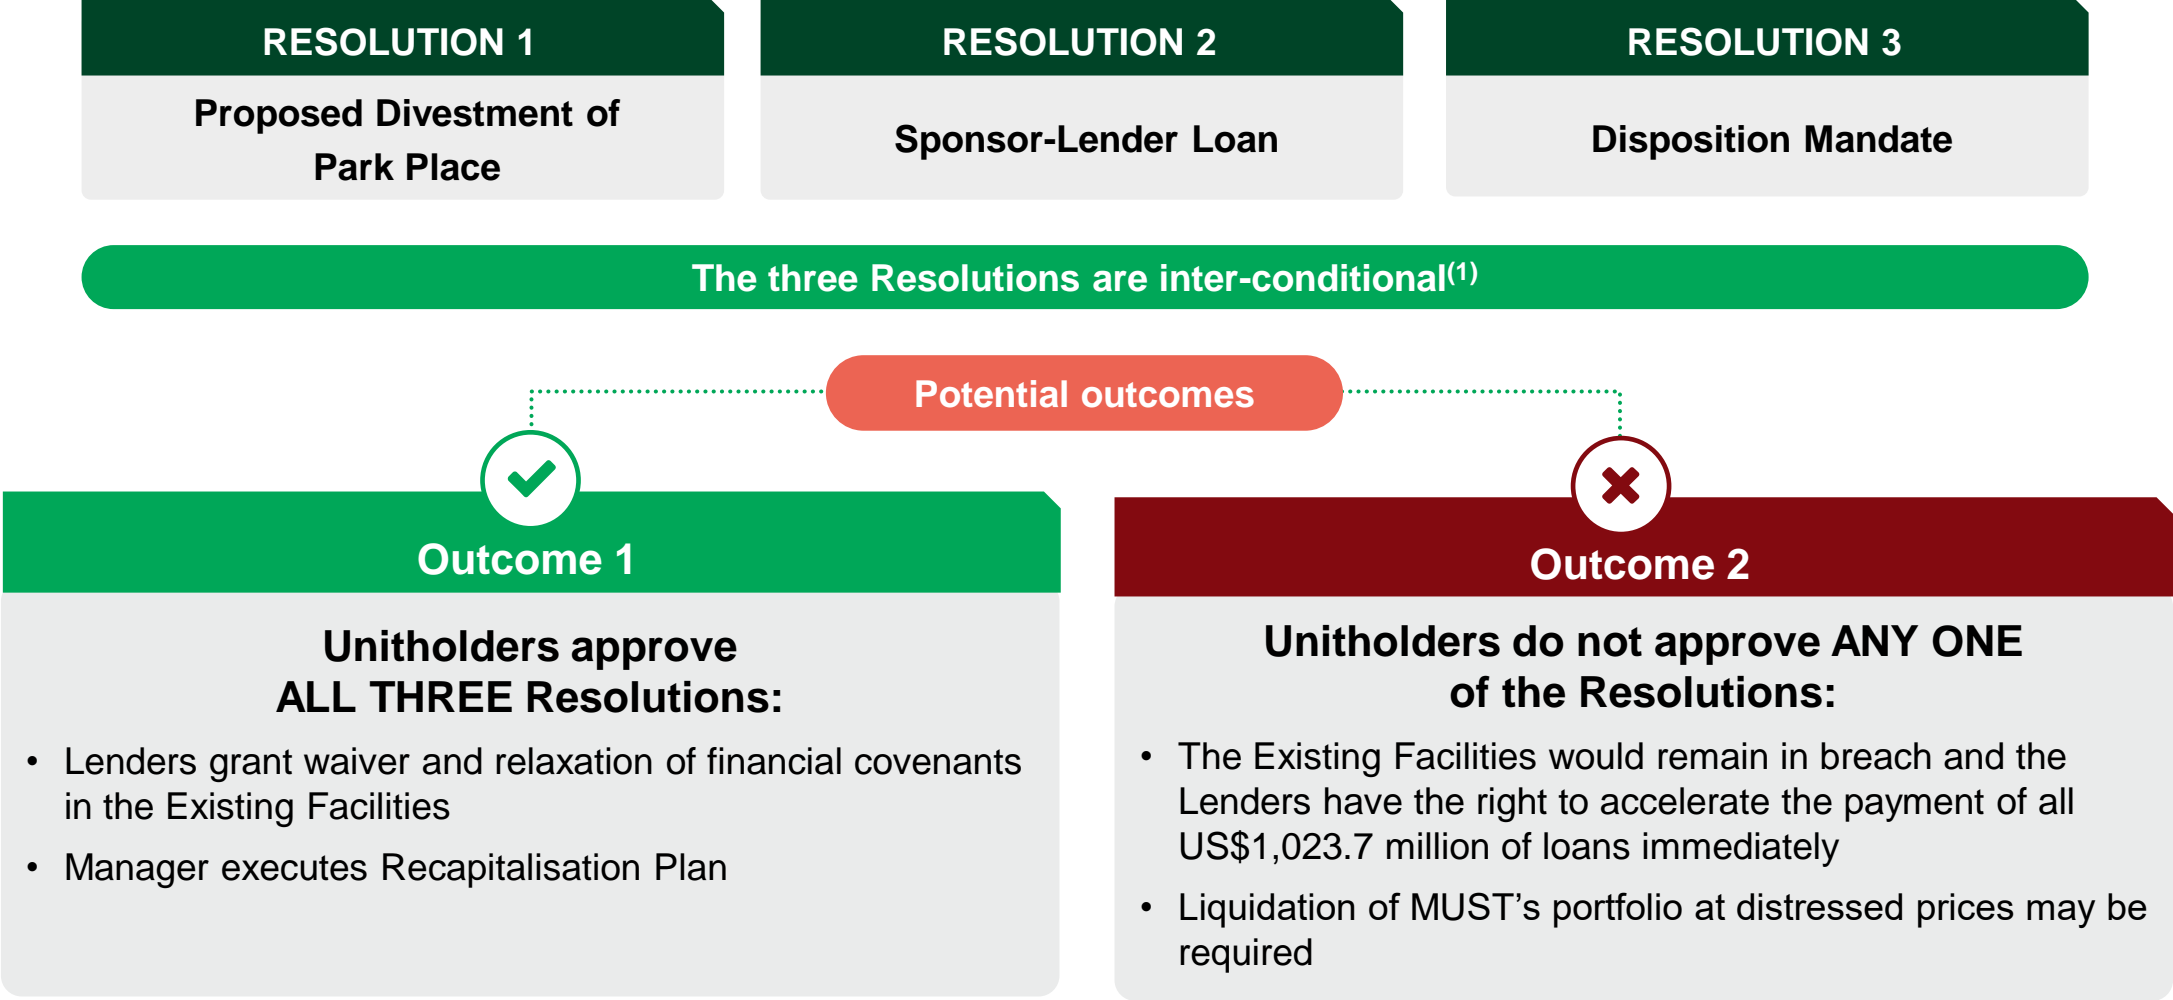 RESOLUTION 1
Proposed Divestment of
Park Place
RESOLUTION 2
Sponsor-Lender Loan
RESOLUTION 3
Disposition Mandate
The three Resolutions are inter-conditional(1)
Potential outcomes
Outcome 1
Unitholders approve
ALL THREE Resolutions:
• Lenders grant waiver and relaxation of financial covenants
in the Existing Facilities
• Manager executes Recapitalisation Plan
Outcome 2
Unitholders do not approve ANY ONE
of the Resolutions:
• The Existing Facilities would remain in breach and the
Lenders have the right to accelerate the payment of all
US$1,023.7 million of loans immediately
• Liquidation of MUST’s portfolio at distressed prices may be
required